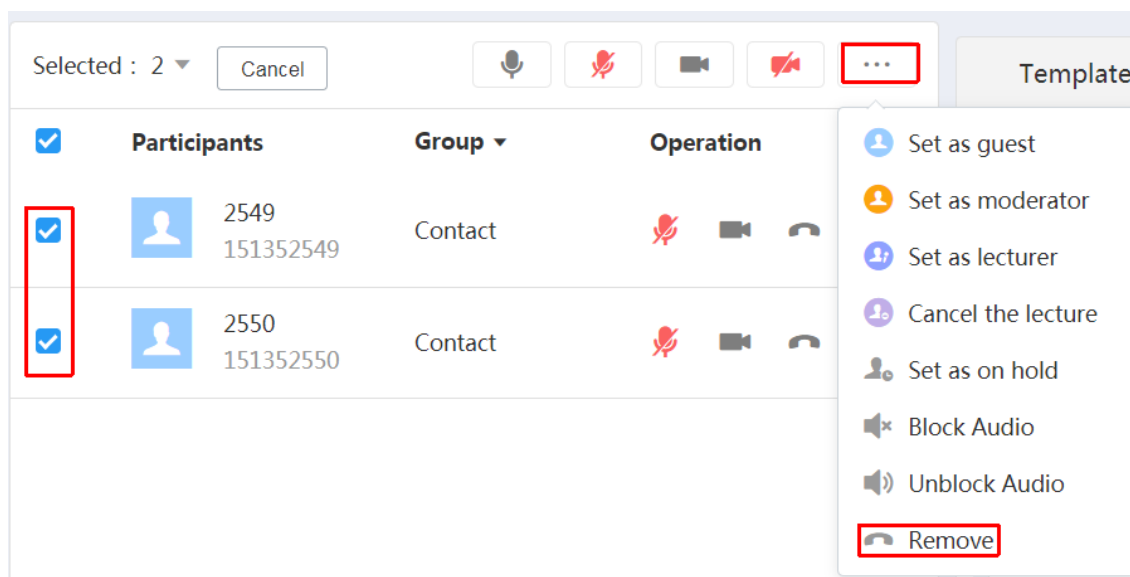 Selected : 2
Cancel
Template
Participants
Group
Operation
2549
151352549
Contact
2550
151352550
Contact
Set as guest
Set as moderator
Set as lecturer
Cancel the lecture
Set as on hold
Block Audio
Unblock Audio
Remove